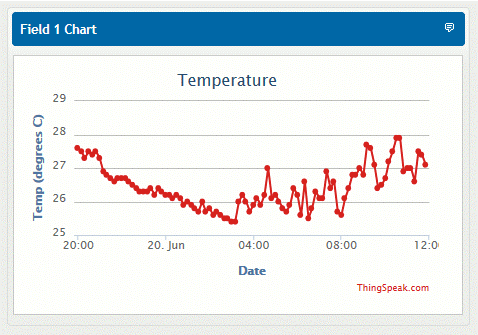 Field 1 Chart
Temperature
29
28
27
26
25
Temp (degrees C)
20:00 20. Jun 04:00 08:00 12:0
Date
ThingSpeak.com